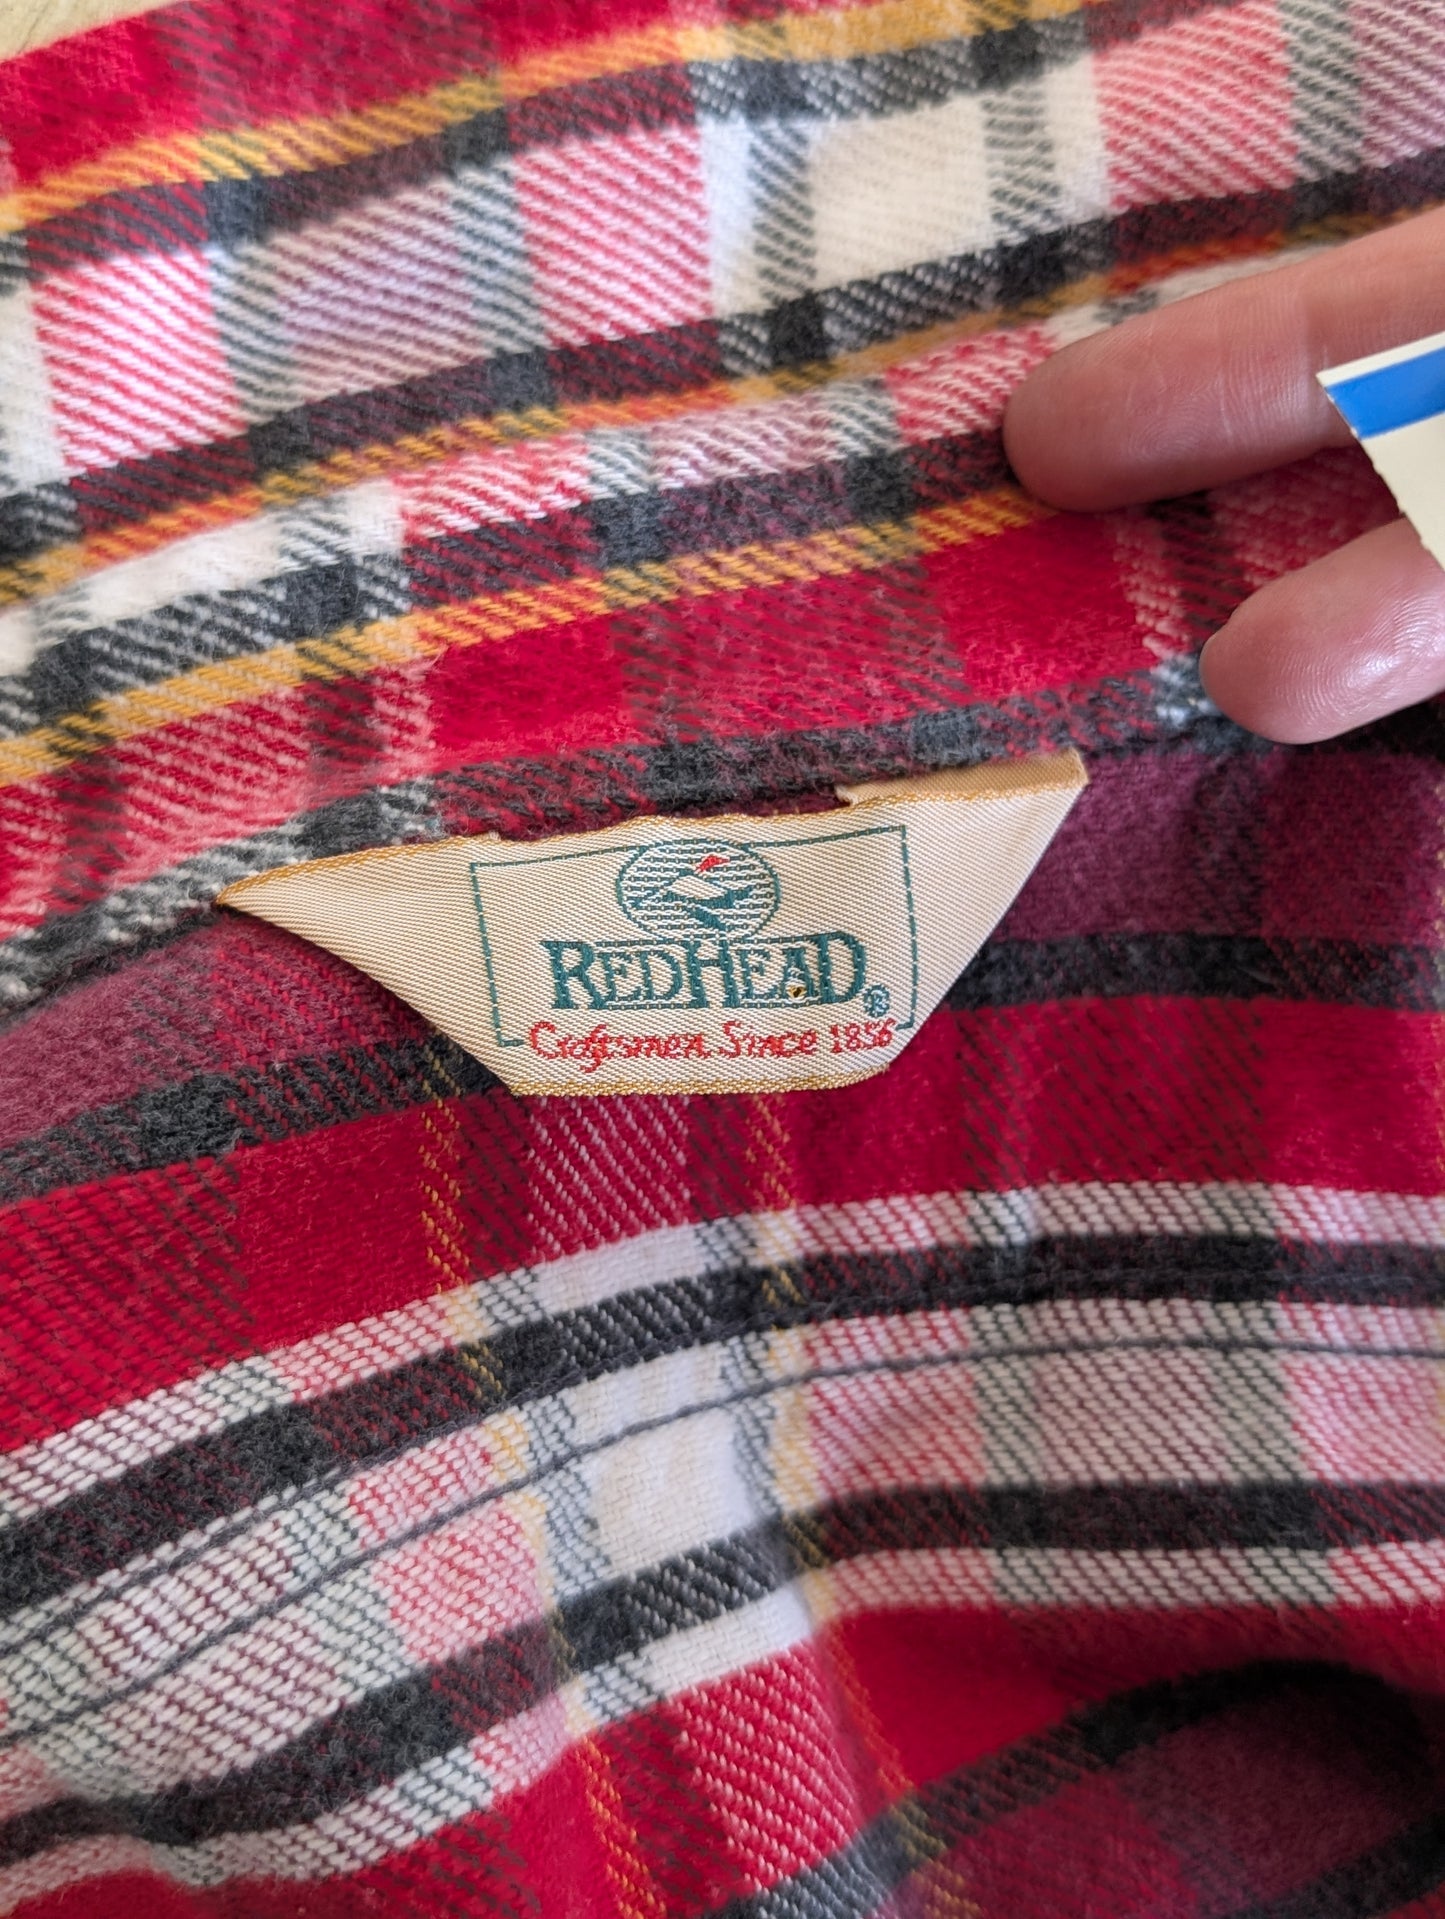 REDHEAD®
Craftsmen Since 1856